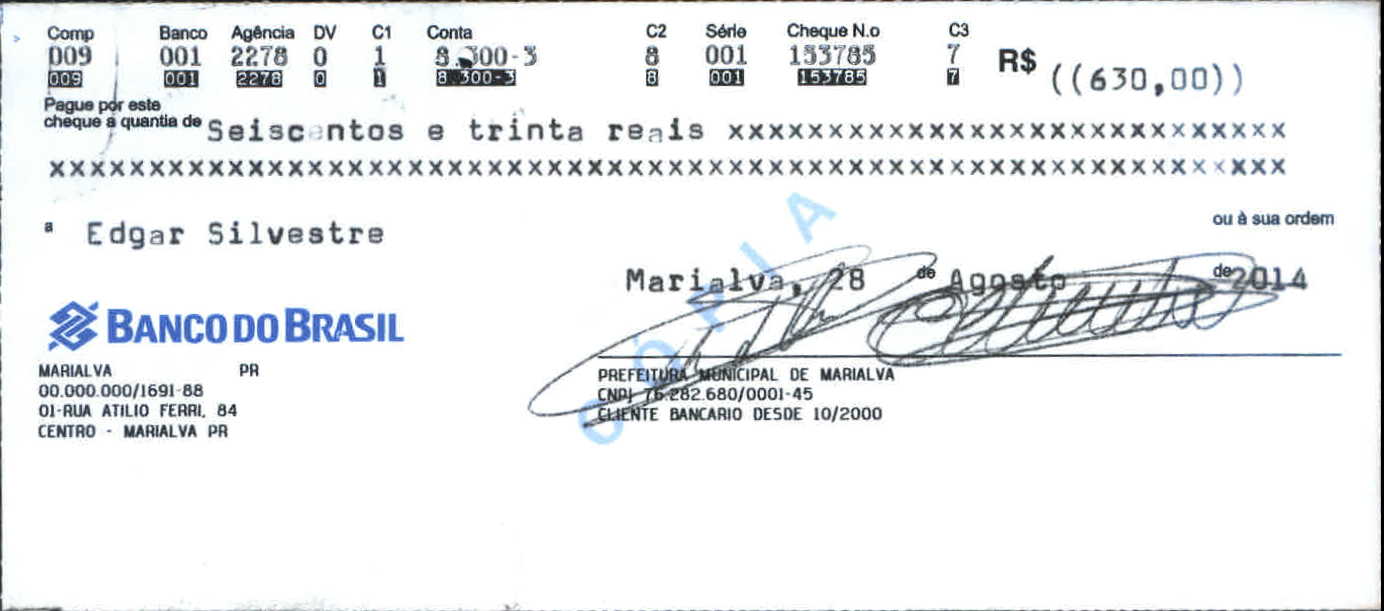 Comp Banco Agência DV C1 Conta C2 Série Cheque N.o C3
009 001 2278 0 1 8.300-3 8 001 153785 7 R$ ((630,00))
009 001 2278 0 1 8.300-3 8 001 153785 7
Pague por este
cheque a quantia de Seiscentos e trinta reais xxxxxxxxxxxxxxxxxxxxxxxxxxxx
xxxxxxxxxxxxxxxxxxxxxxxxxxxxxxxxxxxxxxxxxxxxxxxxxxxxxxxxxxxxxx
a Edgar Silvestre ou à sua ordem
Marialva, 28 de Agosto de 2014
BANCO DO BRASIL
MARIALVA PR
00.000.000/1691-88
01-RUA ATILIO FERRI, 84
CENTRO - MARIALVA PR
PREFEITURA MUNICIPAL DE MARIALVA
CNPJ 76.282.680/0001-45
CLIENTE BANCARIO DESDE 10/2000
CÓPIA